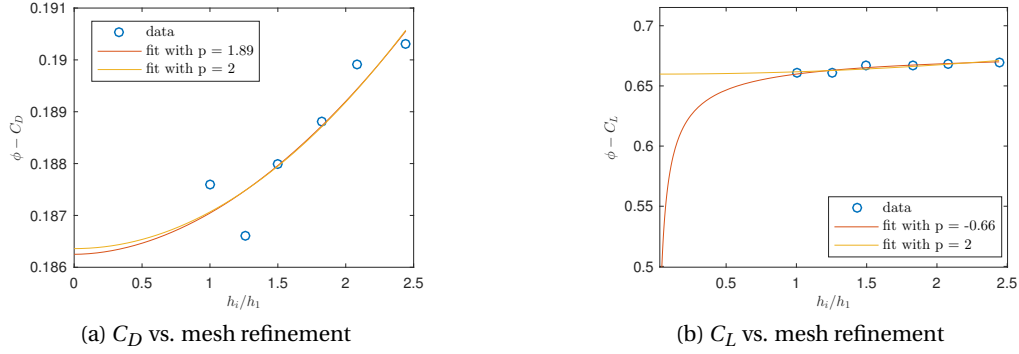 0.191
0.19
0.189
0.188
0.187
0.186
ϕ − C_D
data
fit with p = 1.89
fit with p = 2
0 0.5 1 1.5 2 2.5
h_i/h_1
(a) C_D vs. mesh refinement
0.7
0.65
0.6
0.55
0.5
ϕ − C_L
data
fit with p = -0.66
fit with p = 2
0.5 1 1.5 2 2.5
h_i/h_1
(b) C_L vs. mesh refinement